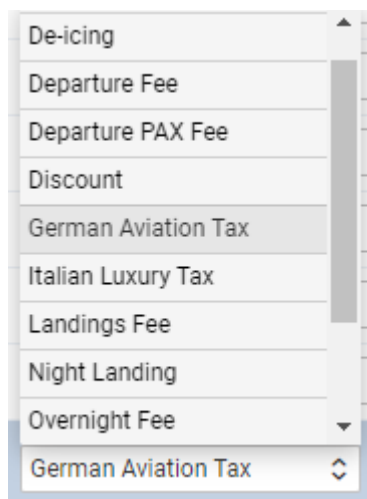 De-icing
Departure Fee
Departure PAX Fee
Discount
German Aviation Tax
Italian Luxury Tax
Landings Fee
Night Landing
Overnight Fee
German Aviation Tax